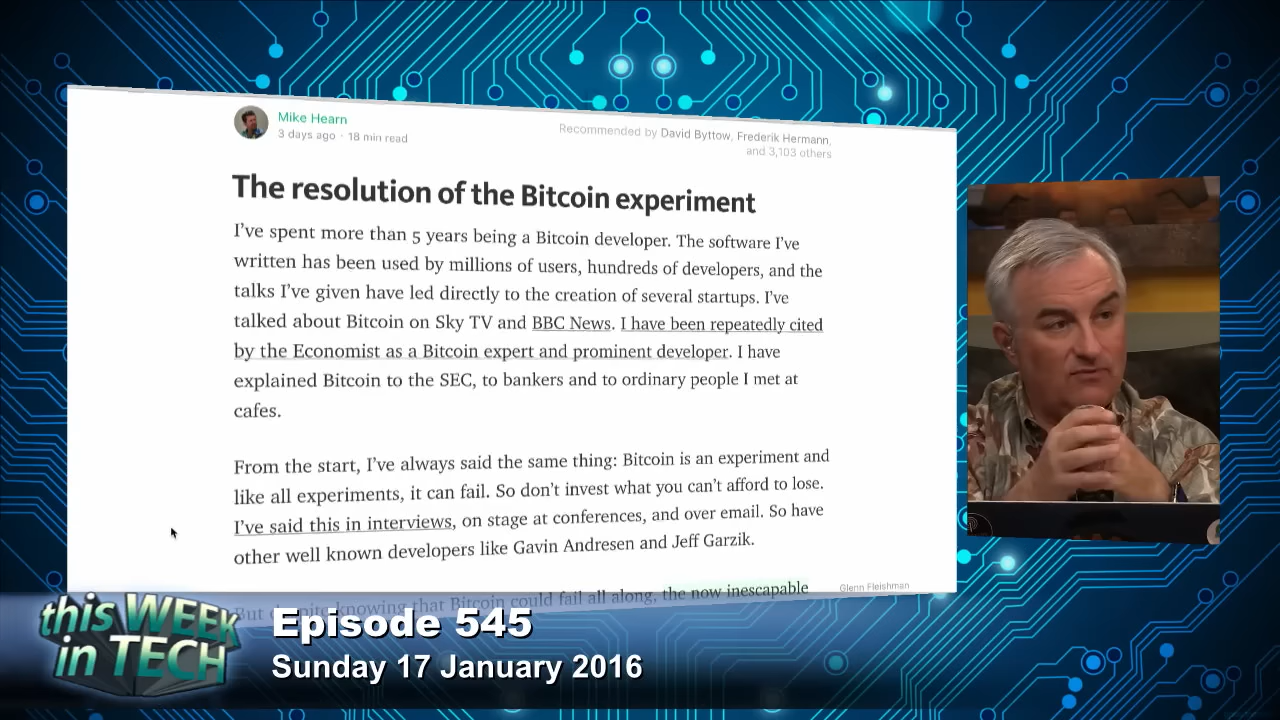 Mike Hearn
3 days ago · 18 min read
Recommended by David Byttow, Frederik Hermann,
and 3,103 others
The resolution of the Bitcoin experiment
I've spent more than 5 years being a Bitcoin developer. The software I've
written has been used by millions of users, hundreds of developers, and the
talks I've given have led directly to the creation of several startups. I've
talked about Bitcoin on Sky TV and BBC News. I have been repeatedly cited
by the Economist as a Bitcoin expert and prominent developer. I have
explained Bitcoin to the SEC, to bankers and to ordinary people I met at
cafes.
From the start, I've always said the same thing: Bitcoin is an experiment and
like all experiments, it can fail. So don't invest what you can't afford to lose.
I've said this in interviews, on stage at conferences, and over email. So have
other well known developers like Gavin Andresen and Jeff Garzik.
But knowing that Bitcoin could fail all along, the now inescapable
Glenn Fleishman
this WEEK
in TECH
Episode 545
Sunday 17 January 2016